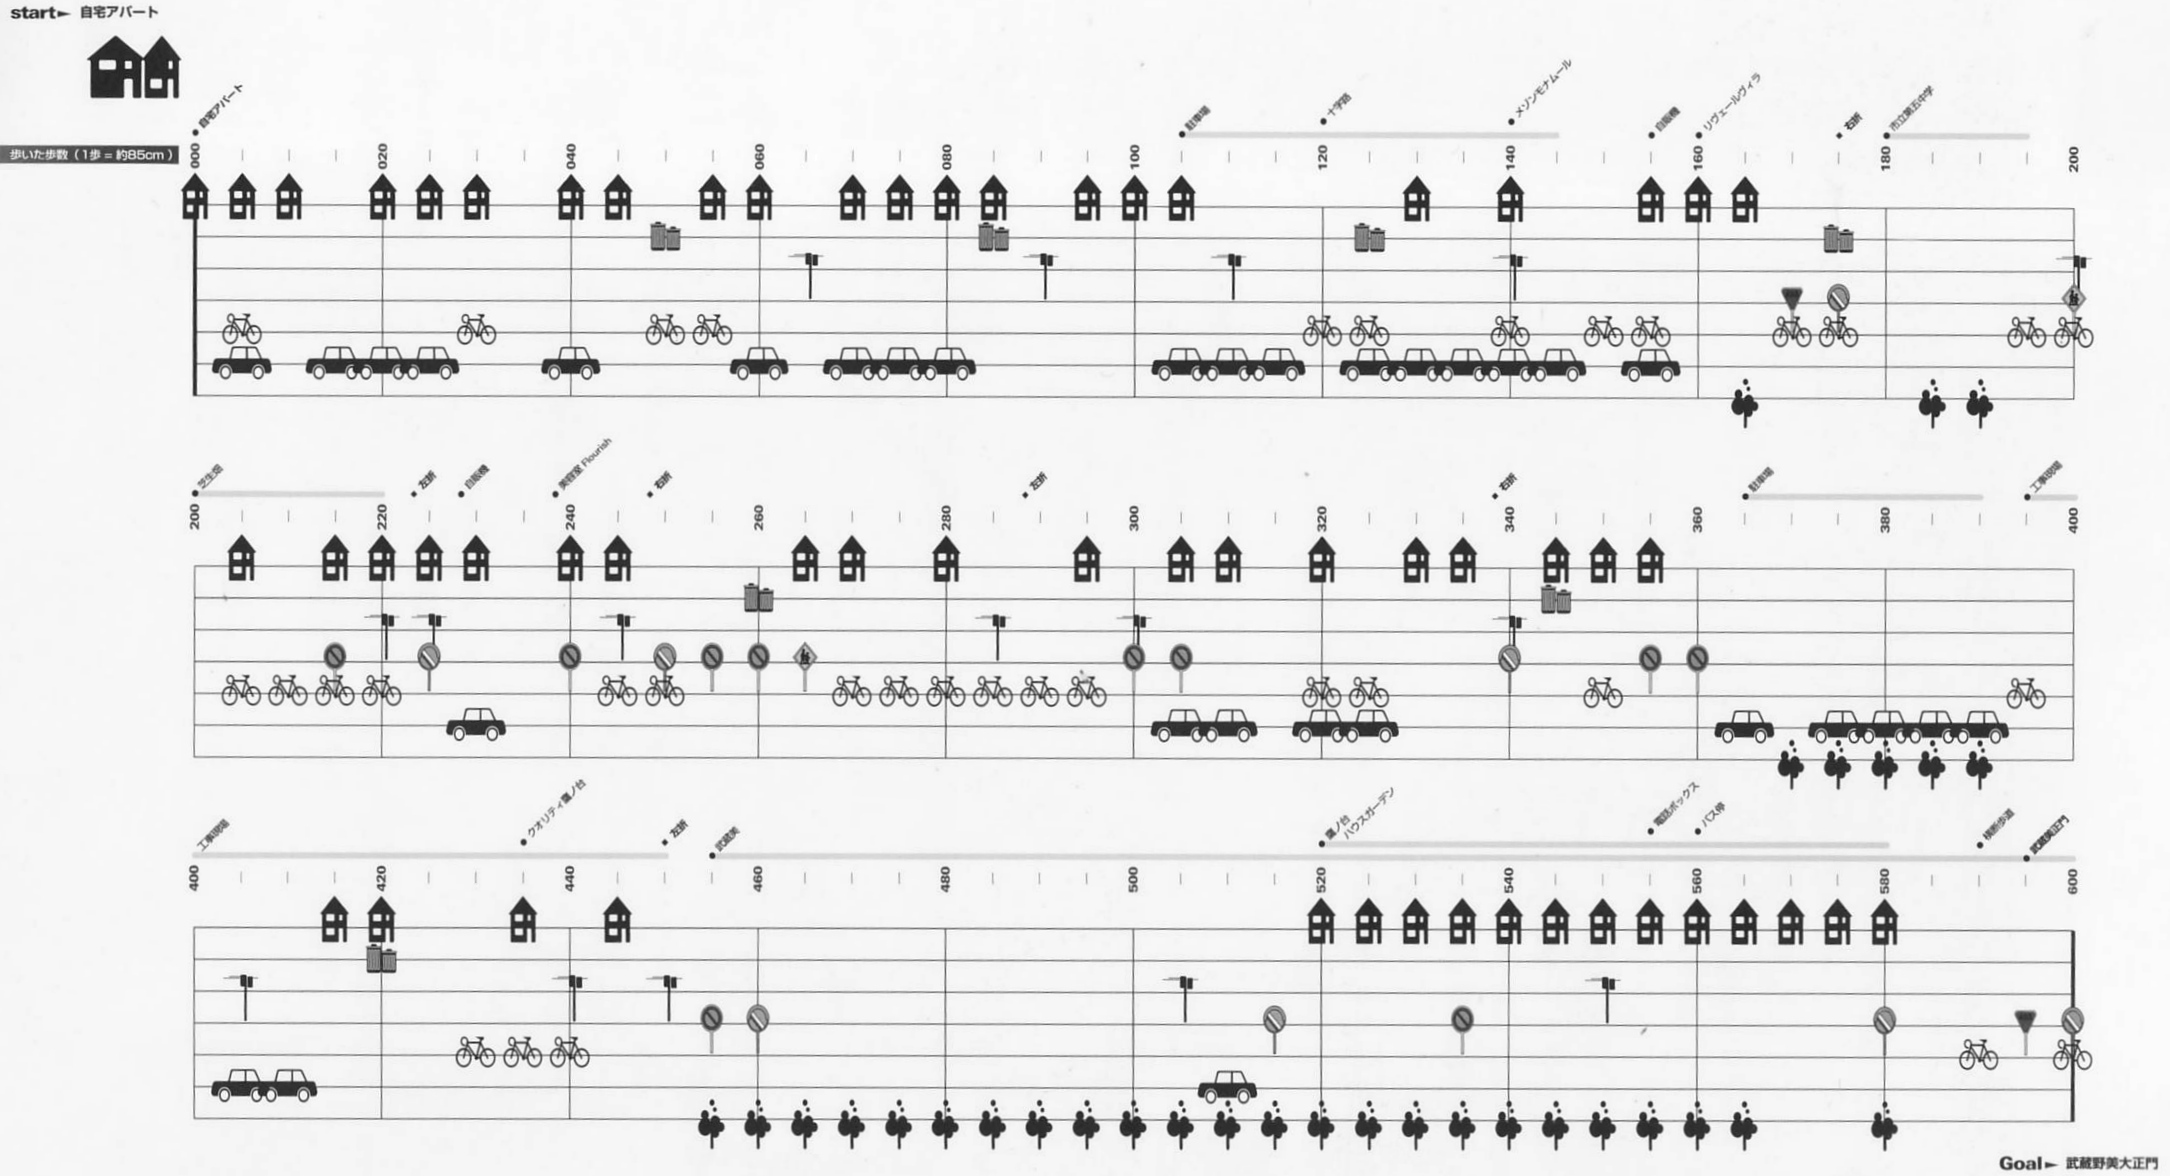 start► 自宅アパート
自宅アパート
駐車場
十字路
メゾンモナムール
自販機
リヴェールヴィラ
右折
市立第五中学
歩いた歩数（1歩＝約85cm）
000 020 040 060 080 100 120 140 160 180 200
芝生畑
左折
自販機
美容室 Flourish
右折
左折
右折
駐車場
工事現場
200 220 240 260 280 300 320 340 360 380 400
工事現場
クオリティ鷹ノ台
左折
武蔵美
鷹ノ台
ハウスガーデン
電話ボックス
バス停
横断歩道
武蔵美正門
400 420 440 460 480 500 520 540 560 580 600
Goal► 武蔵野美大正門